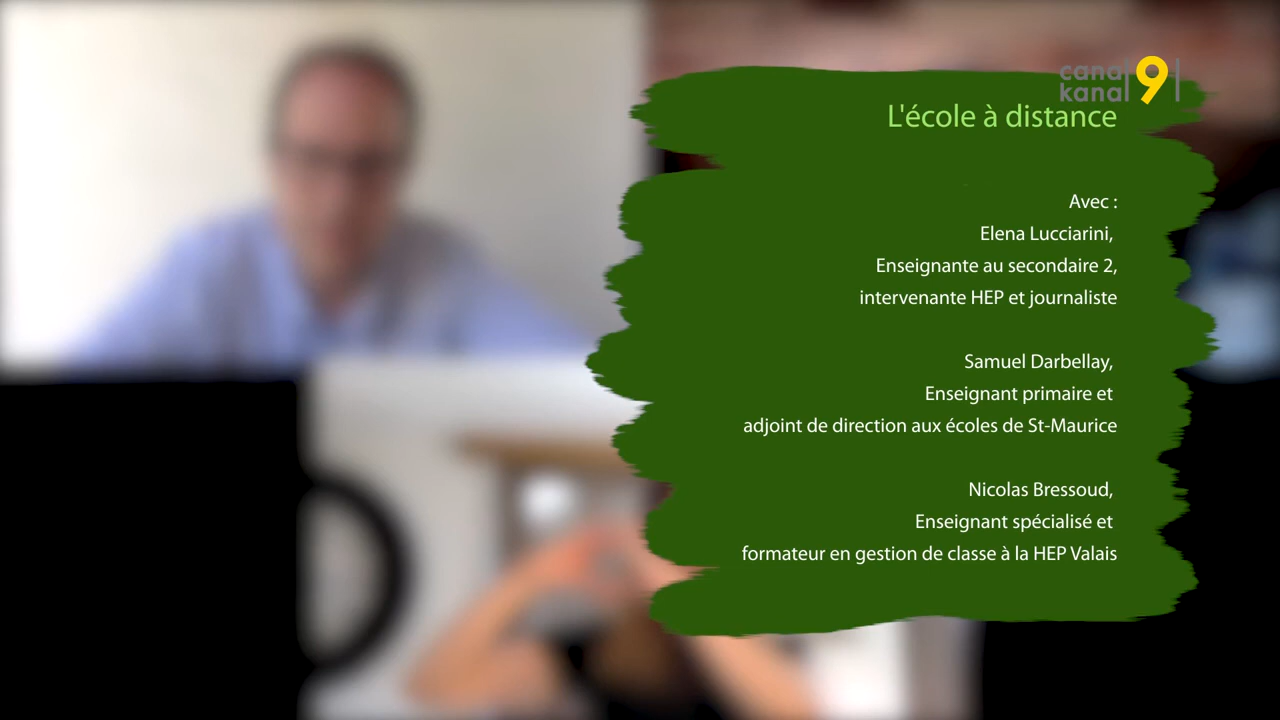 canal 9
kanal
L'école à distance
Avec :
Elena Lucciarini,
Enseignante au secondaire 2,
intervenante HEP et journaliste
Samuel Darbellay,
Enseignant primaire et
adjoint de direction aux écoles de St-Maurice
Nicolas Bressoud,
Enseignant spécialisé et
formateur en gestion de classe à la HEP Valais